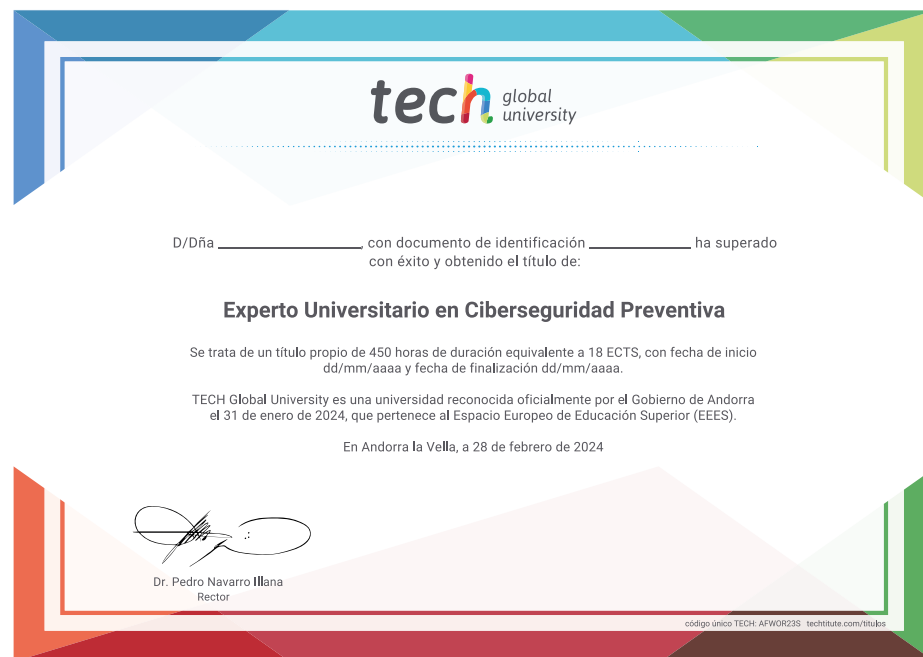 tech global university
D/Dña ________________, con documento de identificación ____________ ha superado
con éxito y obtenido el título de:
Experto Universitario en Ciberseguridad Preventiva
Se trata de un título propio de 450 horas de duración equivalente a 18 ECTS, con fecha de inicio
dd/mm/aaaa y fecha de finalización dd/mm/aaaa.
TECH Global University es una universidad reconocida oficialmente por el Gobierno de Andorra
el 31 de enero de 2024, que pertenece al Espacio Europeo de Educación Superior (EEES).
En Andorra la Vella, a 28 de febrero de 2024
Dr. Pedro Navarro Illana
Rector
código único TECH: AFWOR23S techtitute.com/titulos